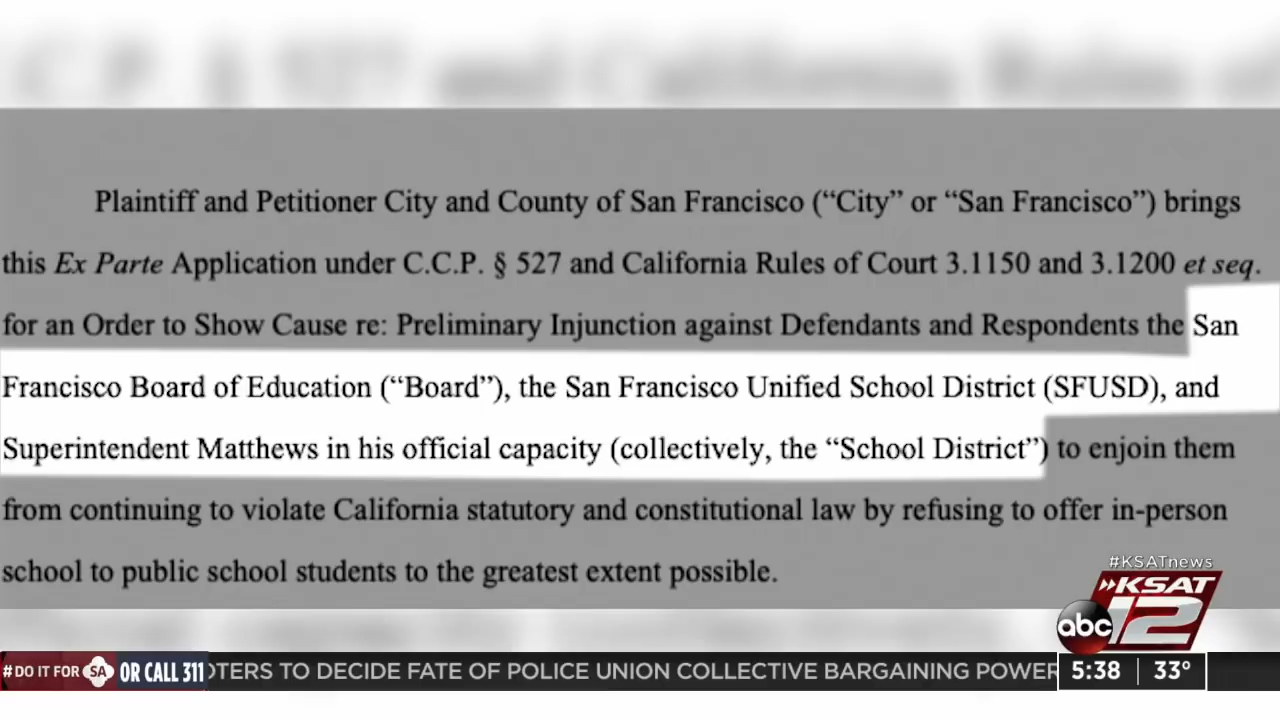 C.P. § 527 and California Rules of
Plaintiff and Petitioner City and County of San Francisco (“City” or “San Francisco”) brings
this Ex Parte Application under C.C.P. § 527 and California Rules of Court 3.1150 and 3.1200 et seq.
for an Order to Show Cause re: Preliminary Injunction against Defendants and Respondents the San
Francisco Board of Education (“Board”), the San Francisco Unified School District (SFUSD), and
Superintendent Matthews in his official capacity (collectively, the “School District”) to enjoin them
from continuing to violate California statutory and constitutional law by refusing to offer in-person
school to public school students to the greatest extent possible.
#KSATnews
KSAT
abc 12
#DO IT FOR SA OR CALL 311 OTERS TO DECIDE FATE OF POLICE UNION COLLECTIVE BARGAINING POWER 5:38 33°